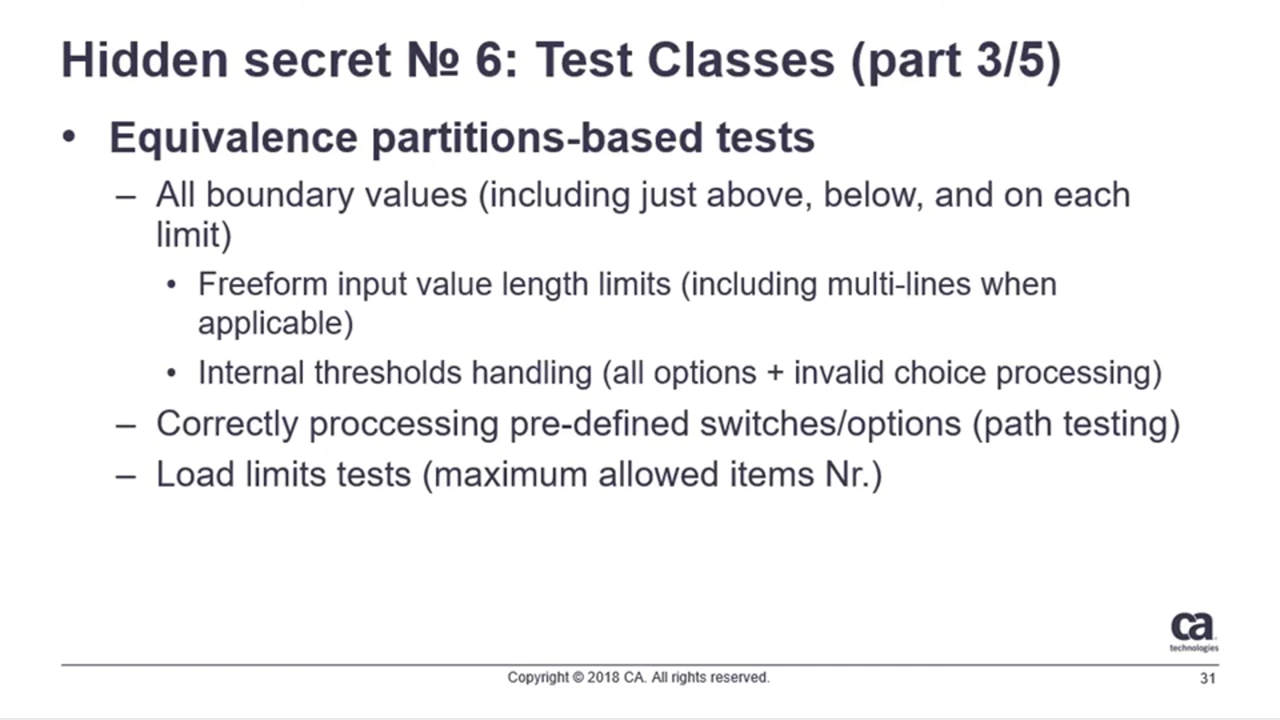 Hidden secret № 6: Test Classes (part 3/5)
• Equivalence partitions-based tests
– All boundary values (including just above, below, and on each
limit)
• Freeform input value length limits (including multi-lines when
applicable)
• Internal thresholds handling (all options + invalid choice processing)
– Correctly proccessing pre-defined switches/options (path testing)
– Load limits tests (maximum allowed items Nr.)
ca
technologies
Copyright © 2018 CA. All rights reserved.
31